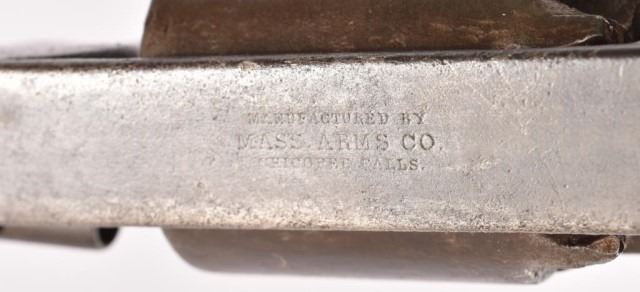 MANUFACTURED BY
MASS. ARMS CO.
CHICOPEE FALLS.